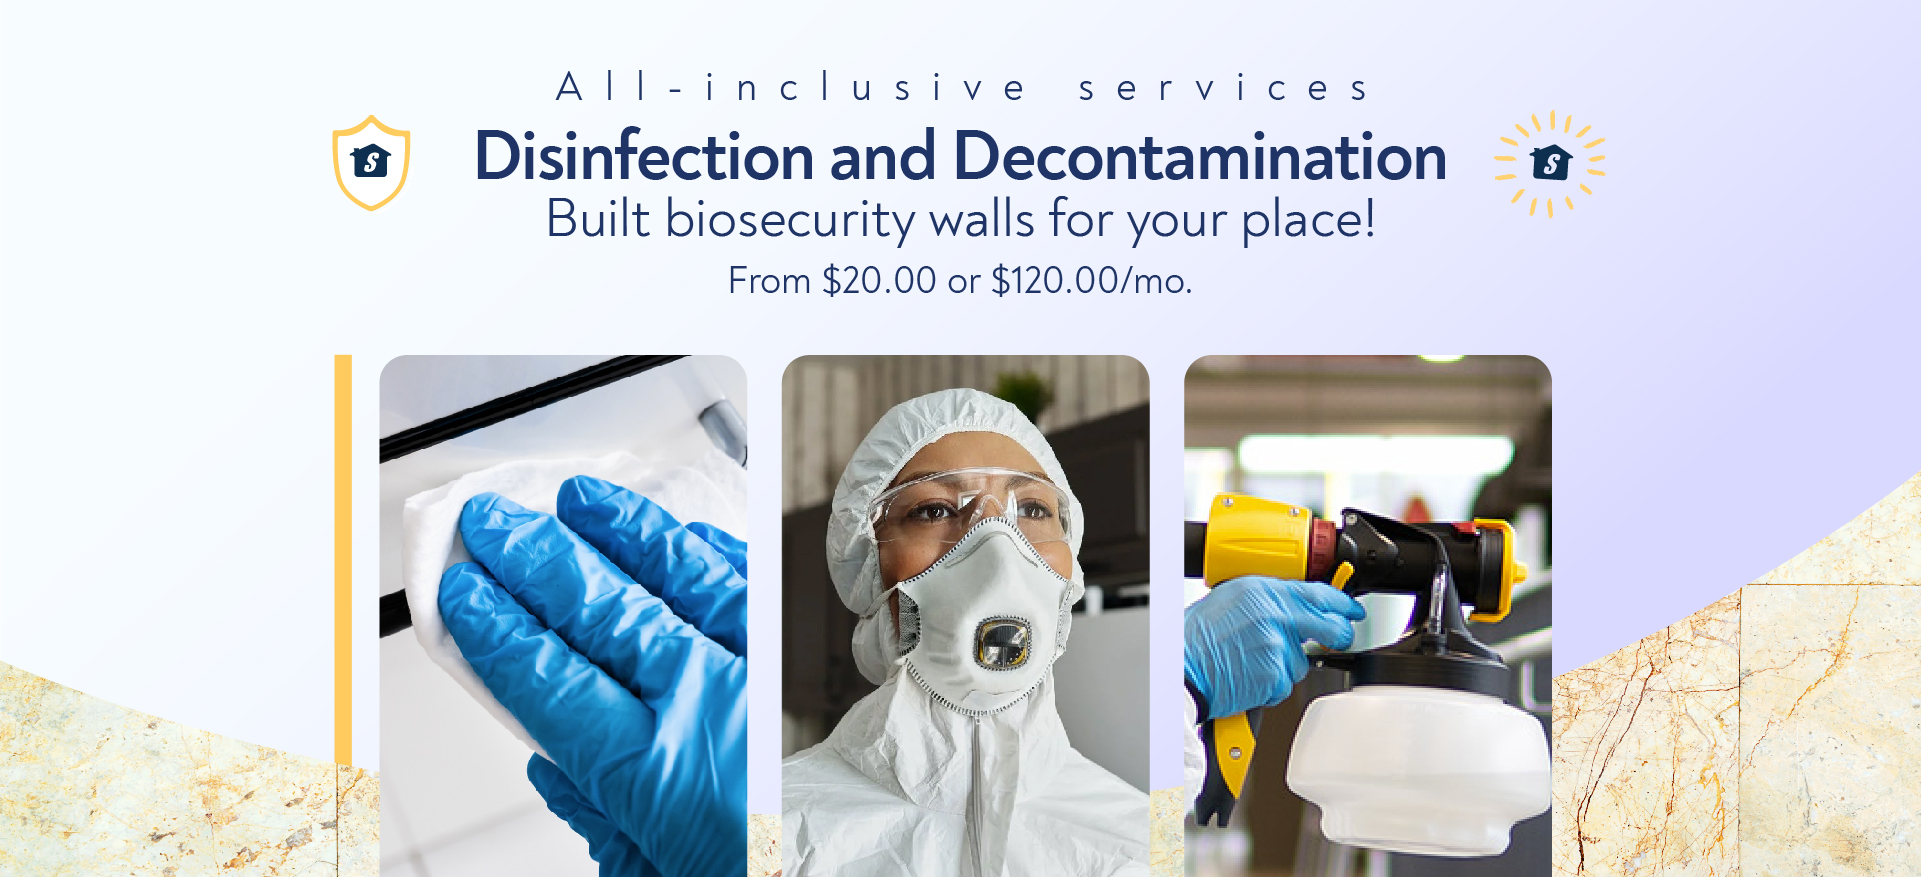 All-inclusive services
Disinfection and Decontamination
Built biosecurity walls for your place!
From $20.00 or $120.00/mo.
S
S